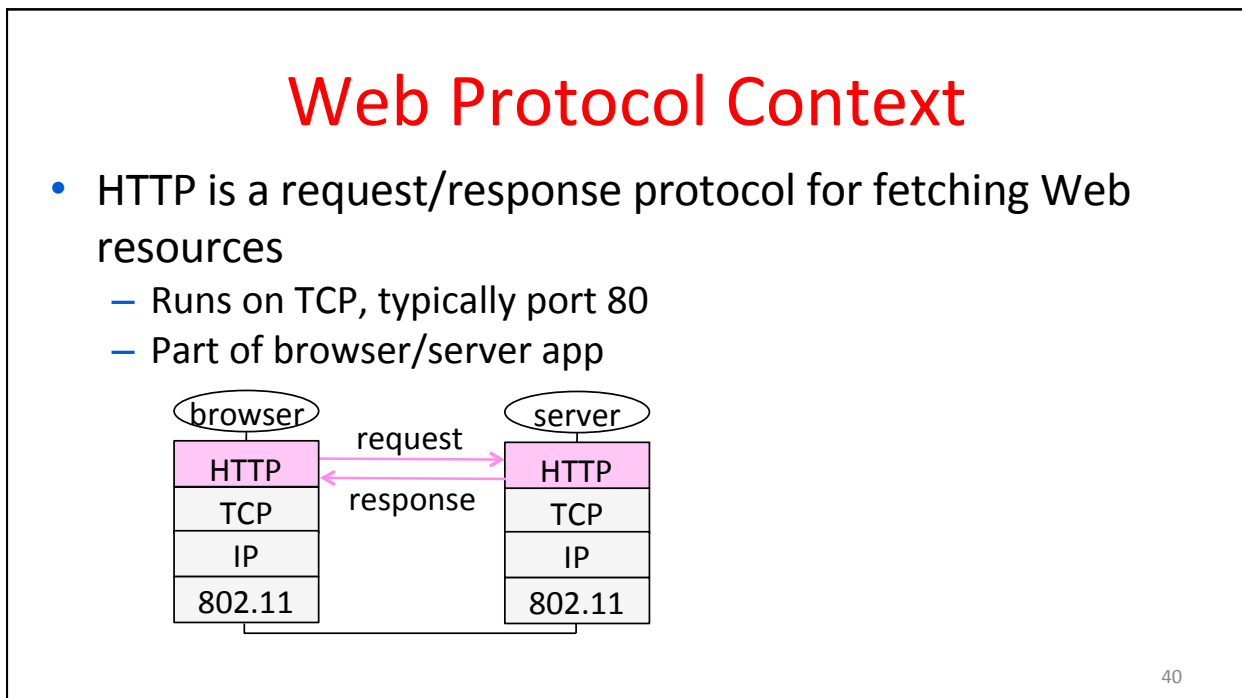 Web Protocol Context
• HTTP is a request/response protocol for fetching Web
resources
– Runs on TCP, typically port 80
– Part of browser/server app
browser
server
request
HTTP
HTTP
response
TCP
TCP
IP
IP
802.11
802.11
40